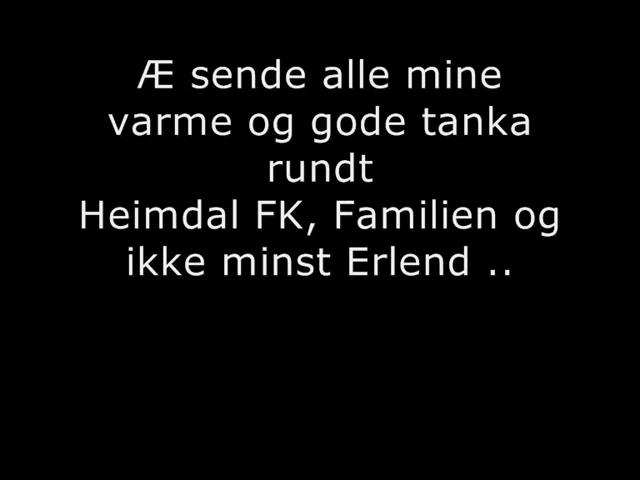 Æ sende alle mine
varme og gode tanka
rundt
Heimdal FK, Familien og
ikke minst Erlend ..